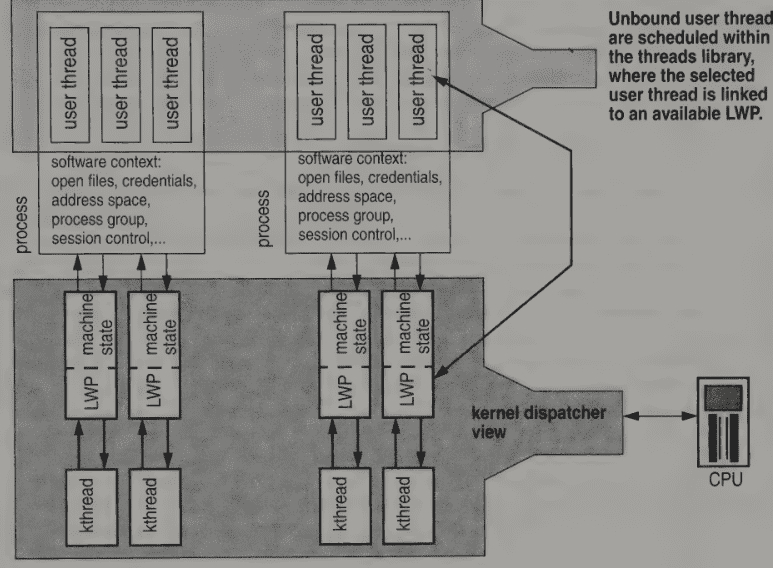 user thread
user thread
user thread
software context:
open files, credentials,
address space,
process group,
session control,...
process
user thread
user thread
user thread
software context:
open files, credentials,
address space,
process group,
session control,...
process
Unbound user thread
are scheduled within
the threads library,
where the selected
user thread is linked
to an available LWP.
LWP machine
state
LWP machine
state
LWP machine
state
LWP machine
state
kthread
kthread
kthread
kthread
kernel dispatcher
view
CPU